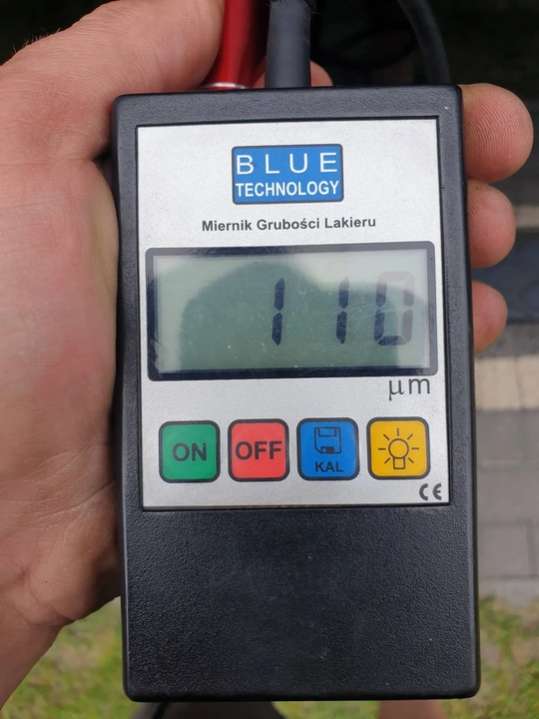 BLUE
TECHNOLOGY
Miernik Grubości Lakieru
110
μm
ON
OFF
KAL
CE